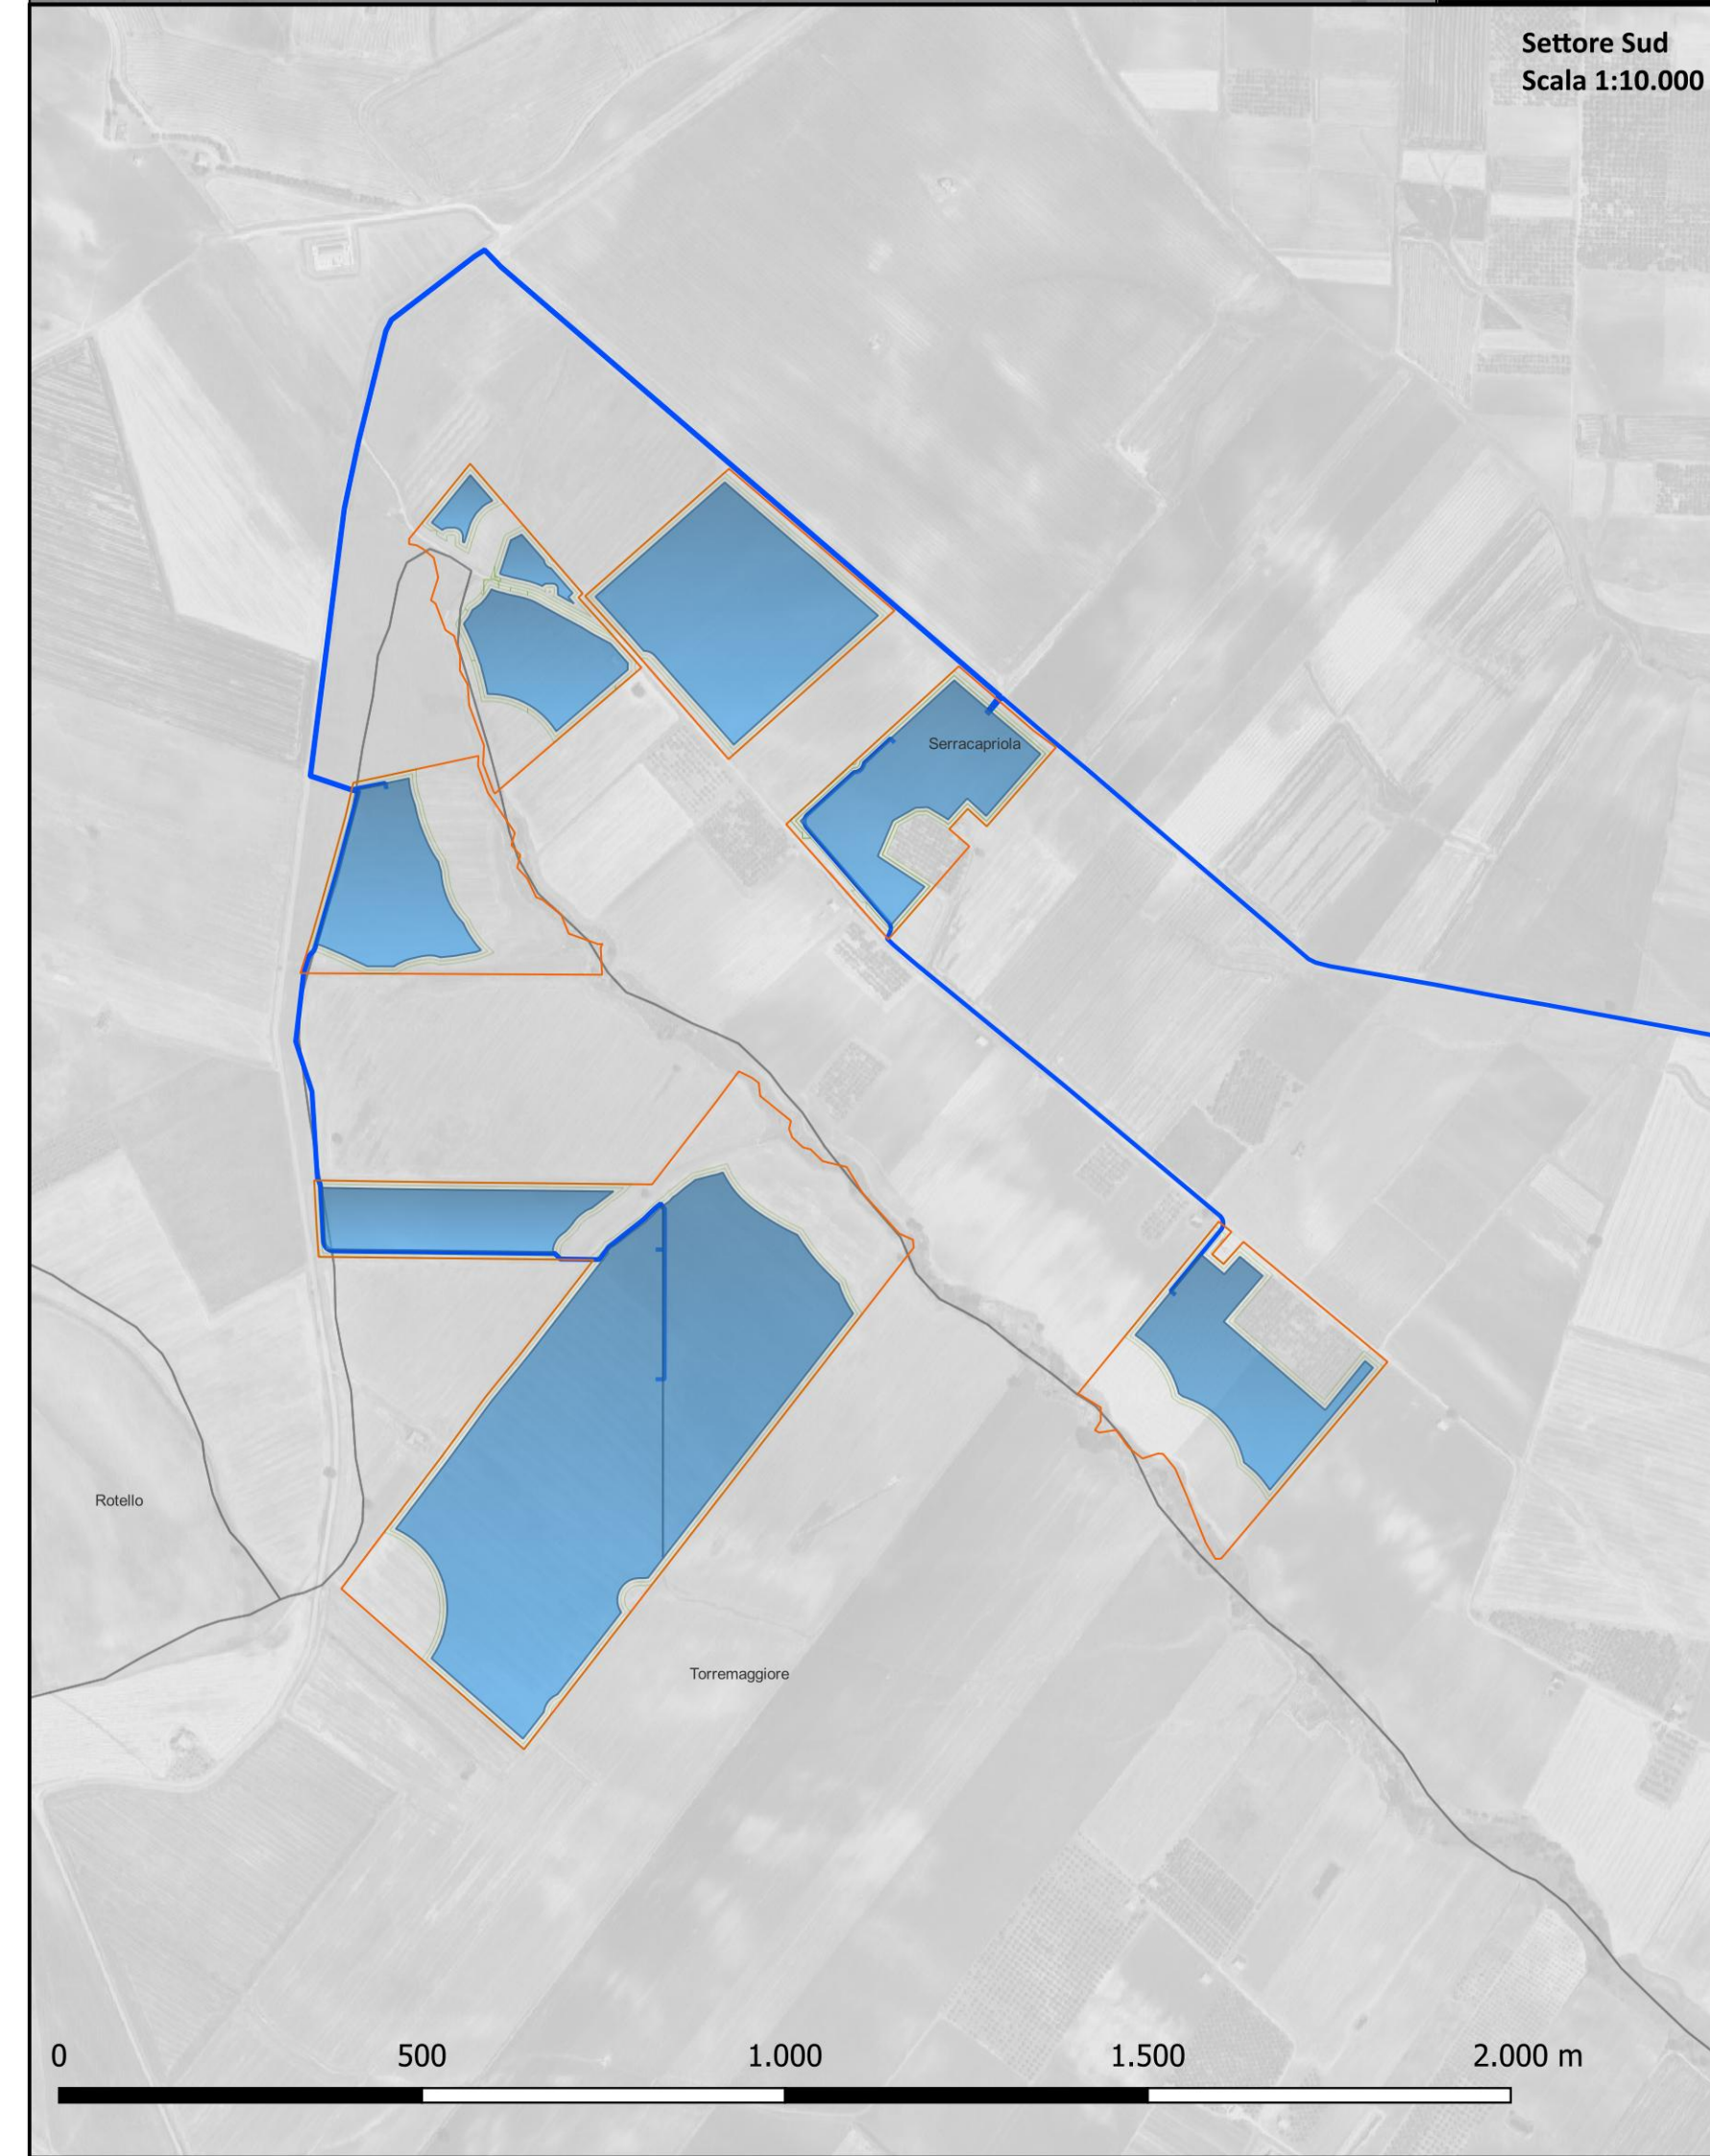 Settore Sud
Scala 1:10.000
Serracapriola
Rotello
Torremaggiore
0 500 1.000 1.500 2.000 m